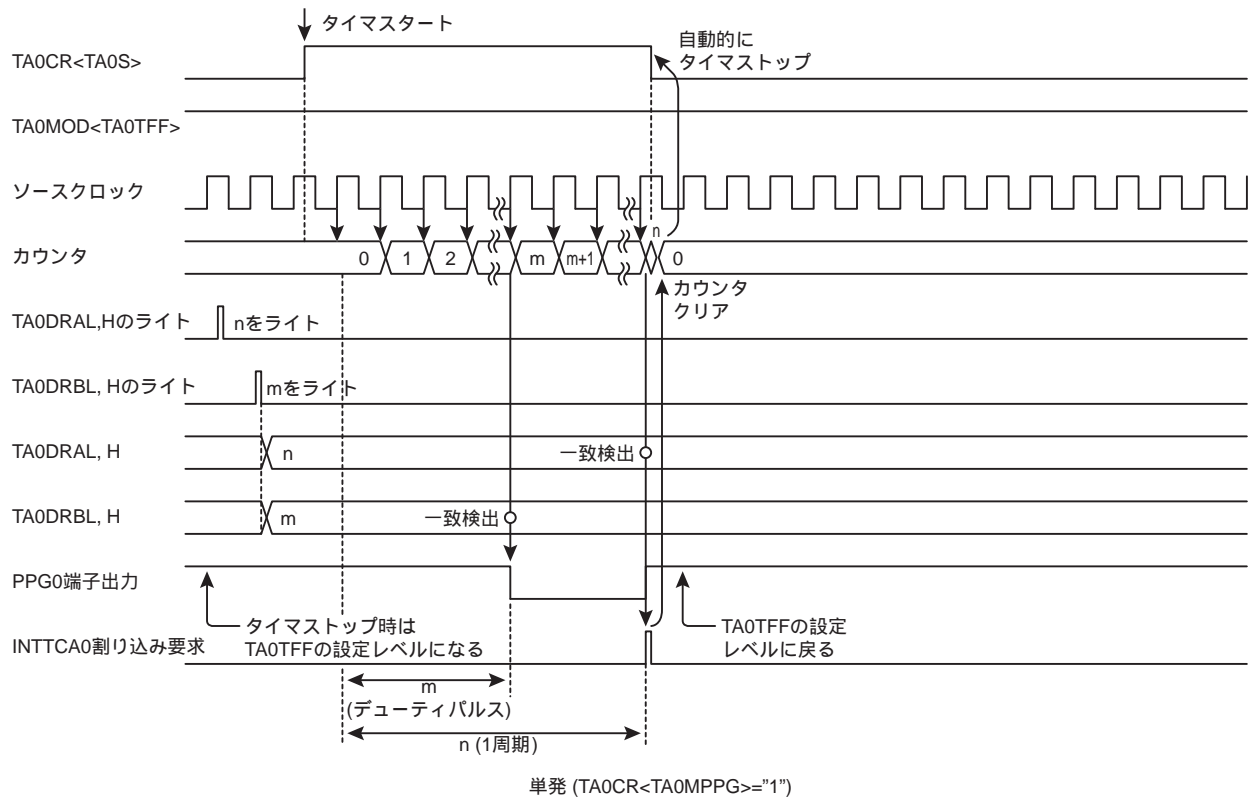 タイマスタート
TA0CR<TA0S>
自動的に
タイマストップ
TA0MOD<TA0TFF>
ソースクロック
カウンタ
0 1 2 m m+1 n 0
カウンタ
クリア
TA0DRAL,Hのライト nをライト
TA0DRBL, Hのライト mをライト
TA0DRAL, H n 一致検出
TA0DRBL, H m 一致検出
PPG0端子出力
タイマストップ時は
TA0TFFの設定レベルになる
TA0TFFの設定
レベルに戻る
INTTCA0割り込み要求
m
(デューティパルス)
n (1周期)
単発 (TA0CR<TA0MPPG>="1")